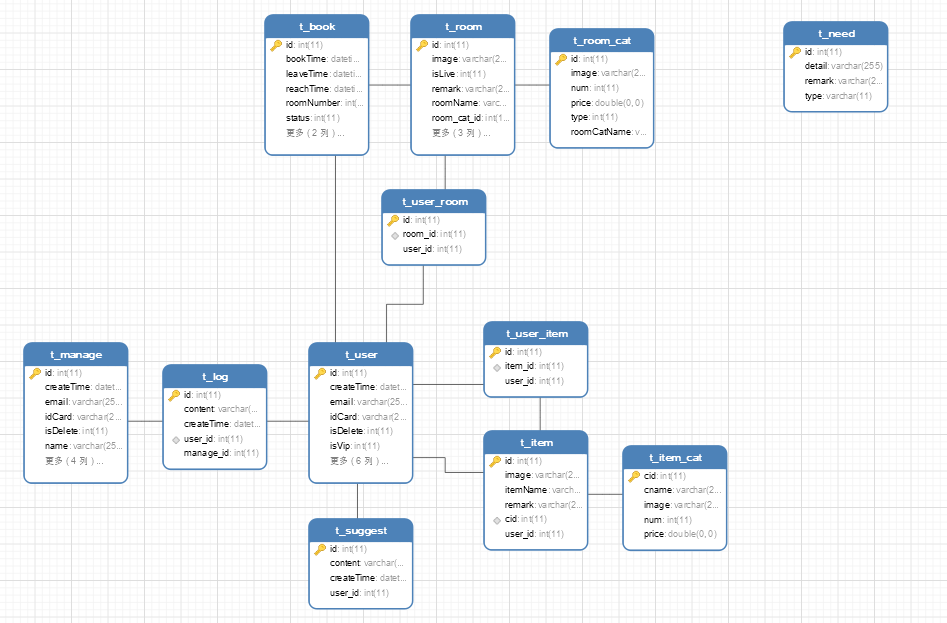 t_book
id: int(11)
bookTime: dateti...
leaveTime: dateti...
reachTime: dateti...
roomNumber: int(...
status: int(11)
更多 ( 2 列 ) ...
t_room
id: int(11)
image: varchar(2...
isLive: int(11)
remark: varchar(2...
roomName: varc...
room_cat_id: int(1...
更多 ( 3 列 ) ...
t_room_cat
id: int(11)
image: varchar(2...
num: int(11)
price: double(0,0)
type: int(11)
roomCatName: v...
t_need
id: int(11)
detail: varchar(255)
remark: varchar(2...
type: varchar(11)
t_user_room
id: int(11)
room_id: int(11)
user_id: int(11)
t_manage
id: int(11)
createTime: datet...
email: varchar(25...
idCard: varchar(2...
isDelete: int(11)
name: varchar(25...
更多 ( 4 列 ) ...
t_log
id: int(11)
content: varchar(...
createTime: datet...
user_id: int(11)
manage_id: int(11)
t_user
id: int(11)
createTime: datet...
email: varchar(25...
idCard: varchar(2...
isDelete: int(11)
isVip: int(11)
更多 ( 6 列 ) ...
t_user_item
id: int(11)
item_id: int(11)
user_id: int(11)
t_item
id: int(11)
image: varchar(2...
itemName: varch...
remark: varchar(2...
cid: int(11)
user_id: int(11)
t_item_cat
cid: int(11)
cname: varchar(2...
image: varchar(2...
num: int(11)
price: double(0,0)
t_suggest
id: int(11)
content: varchar(...
createTime: datet...
user_id: int(11)